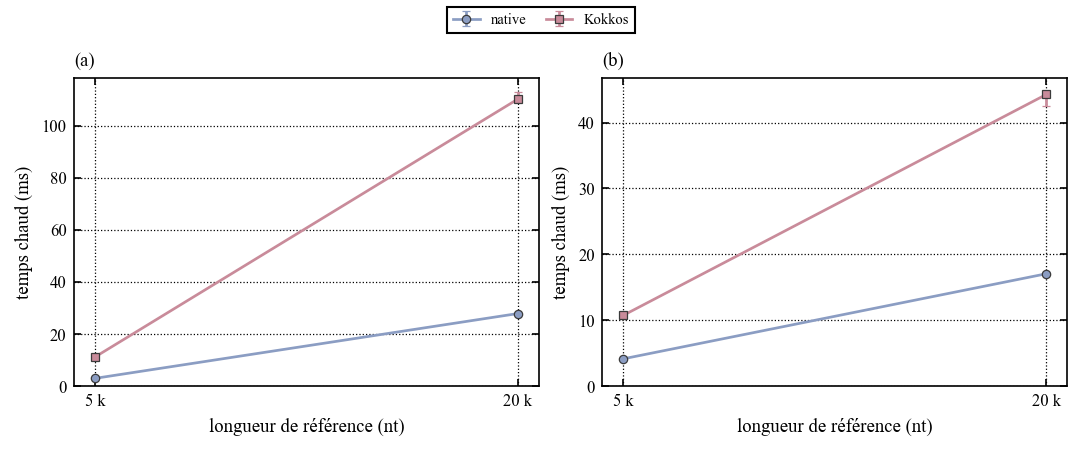 native Kokkos
(a)
temps chaud (ms)
100
80
60
40
20
0
5 k 20 k
longueur de référence (nt)
(b)
temps chaud (ms)
40
30
20
10
0
5 k 20 k
longueur de référence (nt)